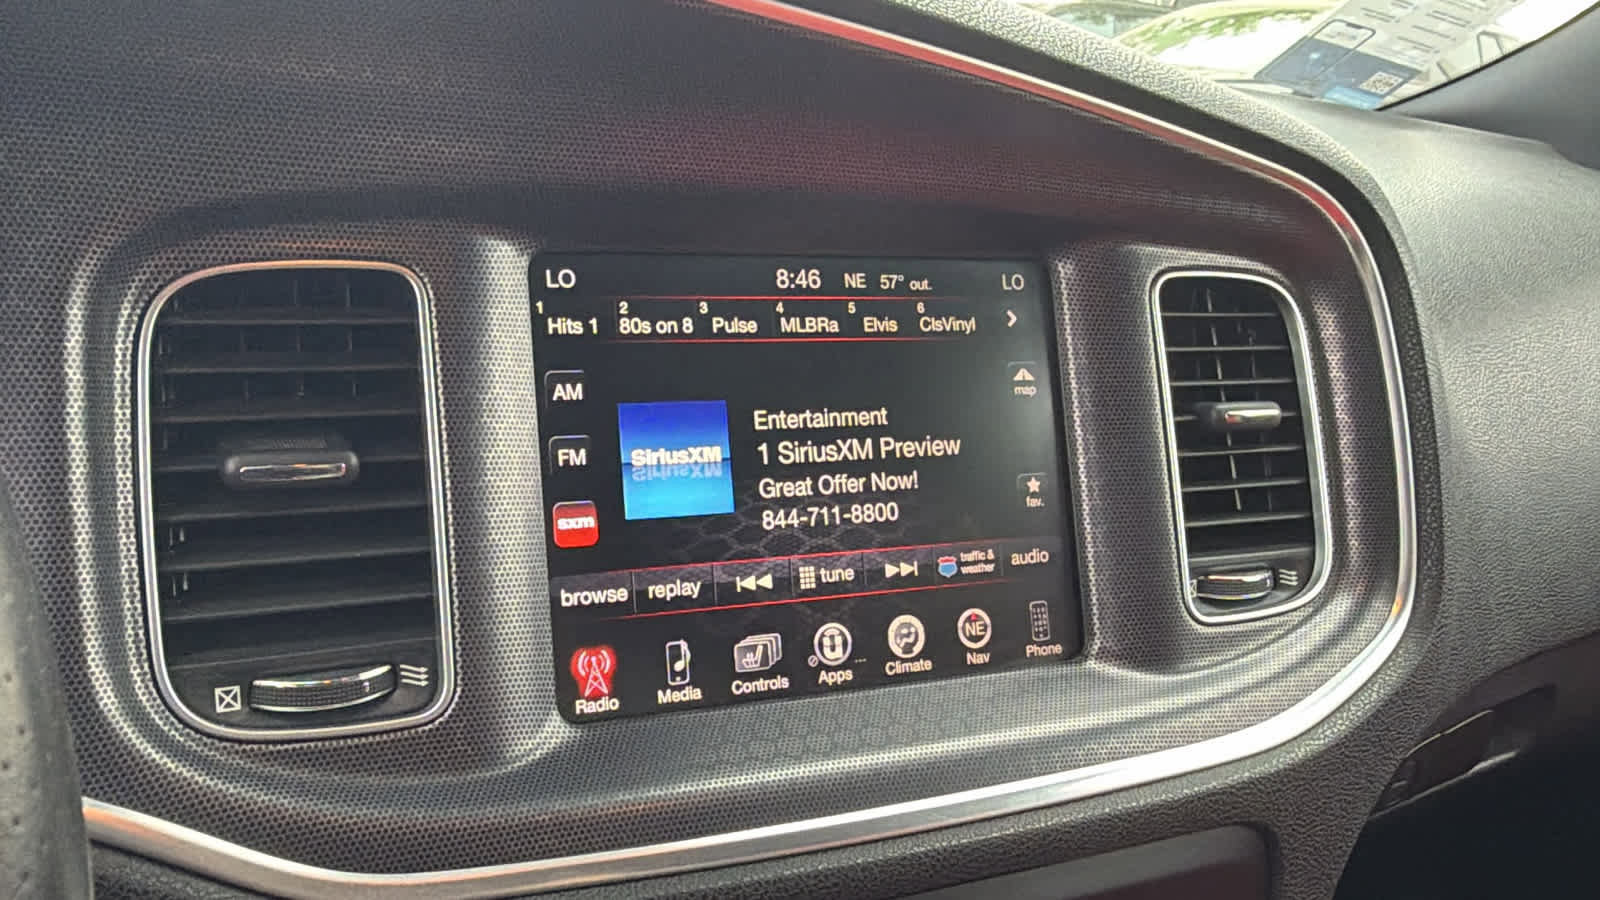 LO 8:46 NE 57° out. LO
1 Hits 1 2 80s on 8 3 Pulse 4 MLBRa 5 Elvis 6 ClsVinyl
AM
map
FM
fav.
sxm
SiriusXM
Entertainment
1 SiriusXM Preview
Great Offer Now!
844-711-8800
browse replay tune traffic & weather audio
Radio Media Controls Apps Climate NE Nav Phone